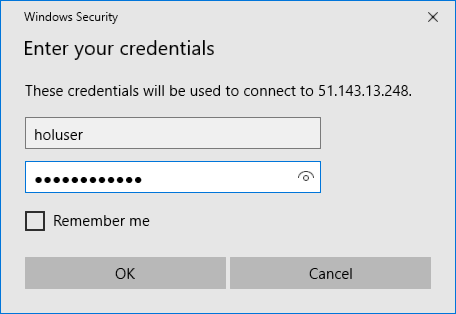 Windows Security
Enter your credentials
These credentials will be used to connect to 51.143.13.248.
holuser
●●●●●●●●●●●●
Remember me
OK
Cancel